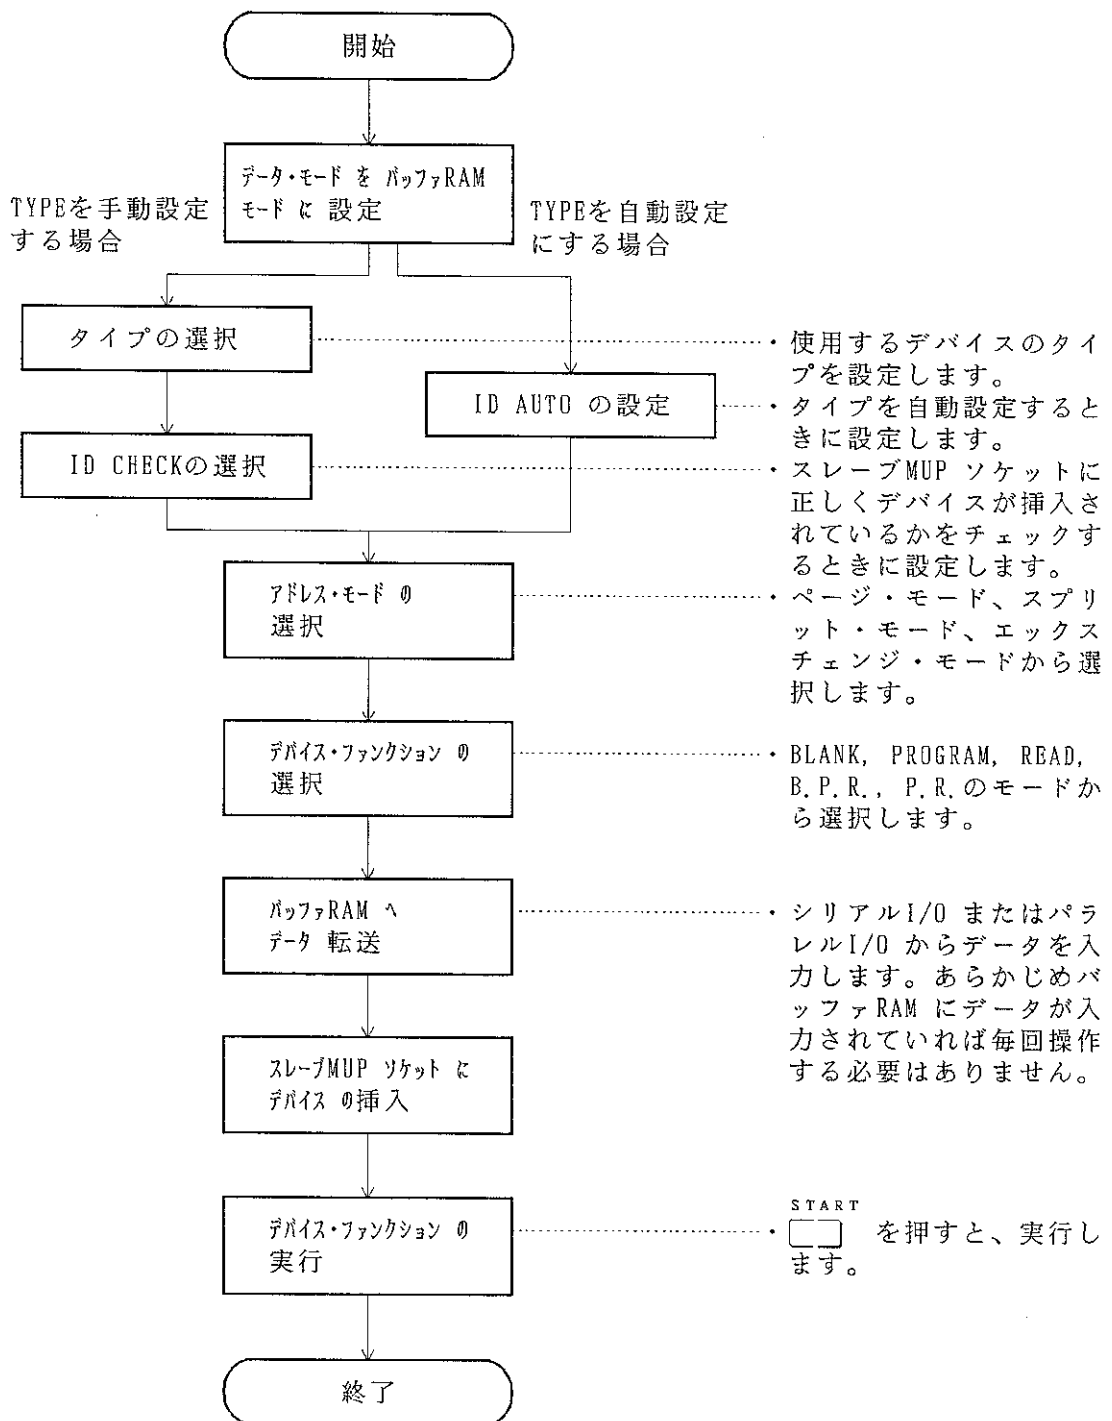 開始
データ・モード を バッファRAM
モード に 設定
TYPEを手動設定
する場合
TYPEを自動設定
にする場合
タイプの選択
・使用するデバイスのタイ
プを設定します。
ID AUTO の設定
・タイプを自動設定すると
きに設定します。
ID CHECKの選択
・スレーブMUP ソケットに
正しくデバイスが挿入さ
れているかをチェックす
るときに設定します。
アドレス・モード の
選択
・ページ・モード、スプリ
ット・モード、エックス
チェンジ・モードから選
択します。
デバイス・ファンクション の
選択
・BLANK, PROGRAM, READ,
B.P.R., P.R.のモードか
ら選択します。
バッファRAM へ
データ 転送
・シリアルI/O またはパラ
レルI/O からデータを入
力します。あらかじめバ
ッファRAM にデータが入
力されていれば毎回操作
する必要はありません。
スレーブMUP ソケット に
デバイス の挿入
デバイス・ファンクション の
実行
START
・ を押すと、実行し
ます。
終了